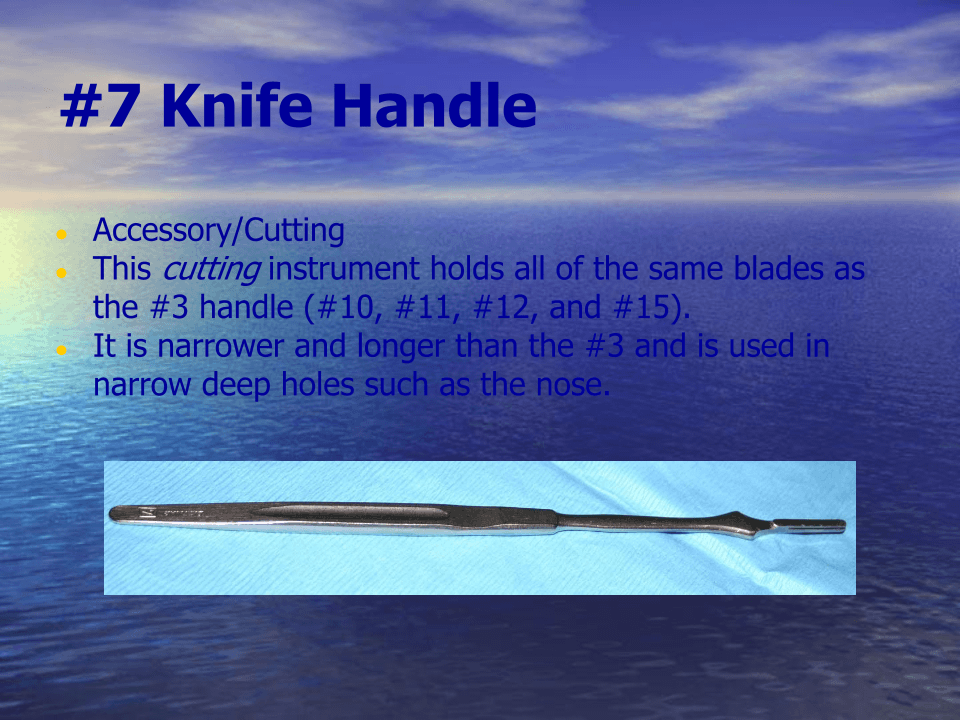 #7 Knife Handle
Accessory/Cutting
This cutting instrument holds all of the same blades as
the #3 handle (#10, #11, #12, and #15).
It is narrower and longer than the #3 and is used in
narrow deep holes such as the nose.